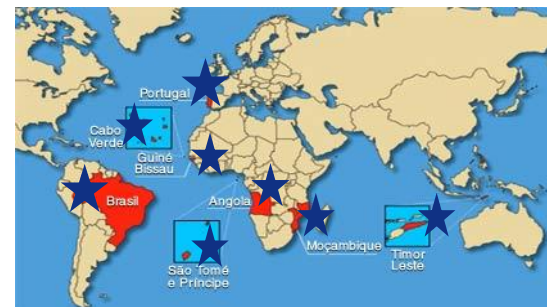 Portugal
Cabo
Verde
Guiné
Bissau
Brasil
Angola
Moçambique
São Tomé
e Príncipe
Timor
Leste